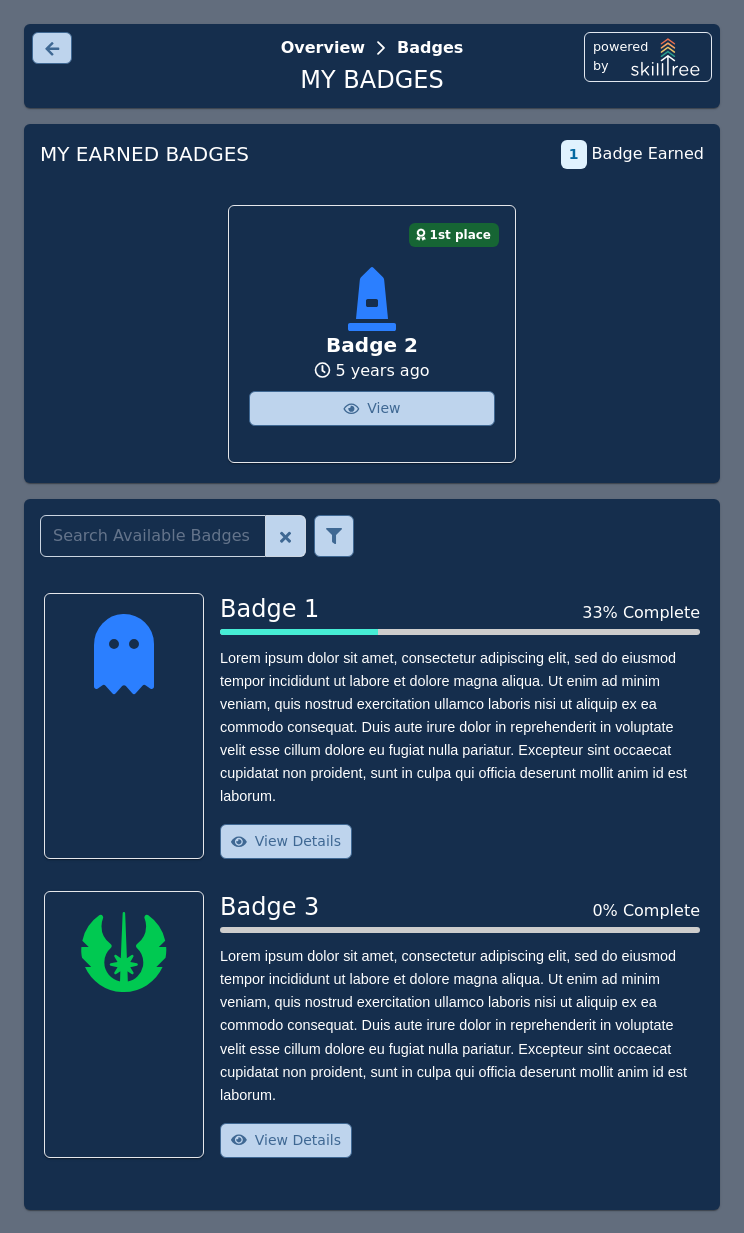 Overview Badges
MY BADGES
powered
by skilltree
MY EARNED BADGES
1 Badge Earned
1st place
Badge 2
5 years ago
View
Search Available Badges
Badge 1
33% Complete
Lorem ipsum dolor sit amet, consectetur adipiscing elit, sed do eiusmod
tempor incididunt ut labore et dolore magna aliqua. Ut enim ad minim
veniam, quis nostrud exercitation ullamco laboris nisi ut aliquip ex ea
commodo consequat. Duis aute irure dolor in reprehenderit in voluptate
velit esse cillum dolore eu fugiat nulla pariatur. Excepteur sint occaecat
cupidatat non proident, sunt in culpa qui officia deserunt mollit anim id est
laborum.
View Details
Badge 3
0% Complete
Lorem ipsum dolor sit amet, consectetur adipiscing elit, sed do eiusmod
tempor incididunt ut labore et dolore magna aliqua. Ut enim ad minim
veniam, quis nostrud exercitation ullamco laboris nisi ut aliquip ex ea
commodo consequat. Duis aute irure dolor in reprehenderit in voluptate
velit esse cillum dolore eu fugiat nulla pariatur. Excepteur sint occaecat
cupidatat non proident, sunt in culpa qui officia deserunt mollit anim id est
laborum.
View Details